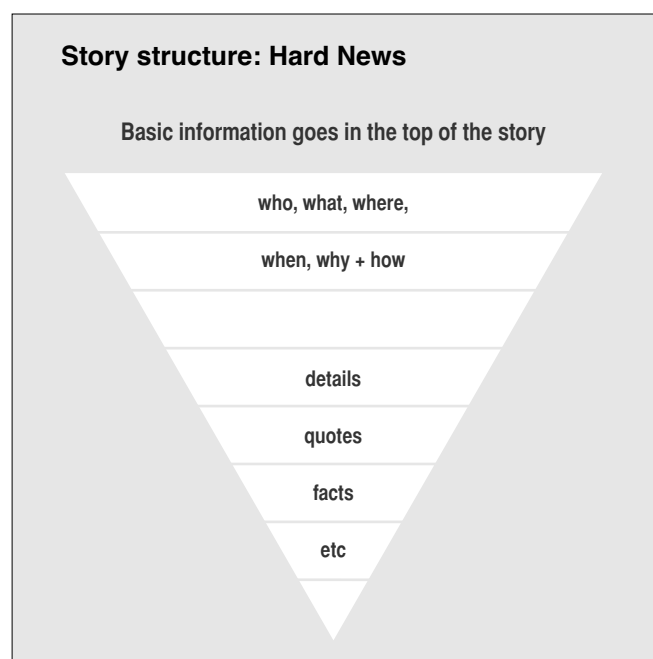 Story structure: Hard News
Basic information goes in the top of the story
who, what, where,
when, why + how
details
quotes
facts
etc